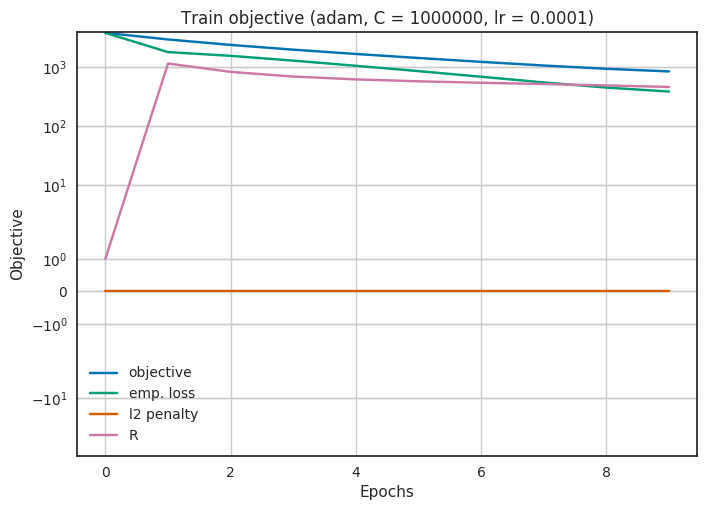 Train objective (adam, C = 1000000, lr = 0.0001)
10³
10²
10¹
10⁰
0
−10⁰
−10¹
Objective
objective
emp. loss
l2 penalty
R
0 2 4 6 8
Epochs